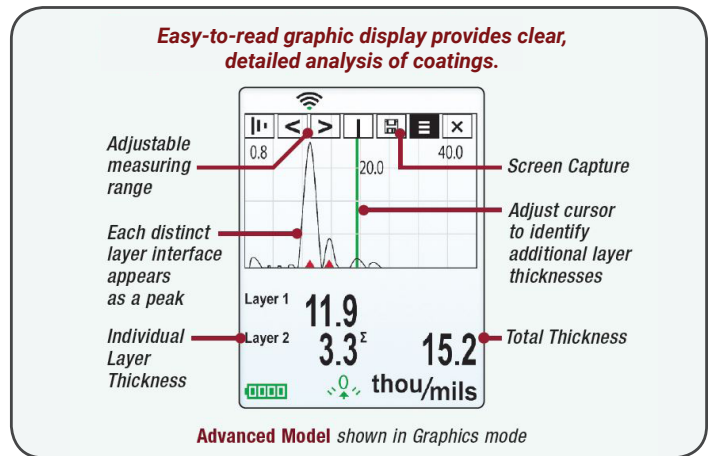 Easy-to-read graphic display provides clear,
detailed analysis of coatings.
< >
0.8
20.0
40.0
Adjustable
measuring
range
Screen Capture
Each distinct
layer interface
appears
as a peak
Adjust cursor
to identify
additional layer
thicknesses
Layer 1
11.9
Individual
Layer
Thickness
Layer 2
3.3 Σ
15.2
Total Thickness
thou/mils
Advanced Model shown in Graphics mode